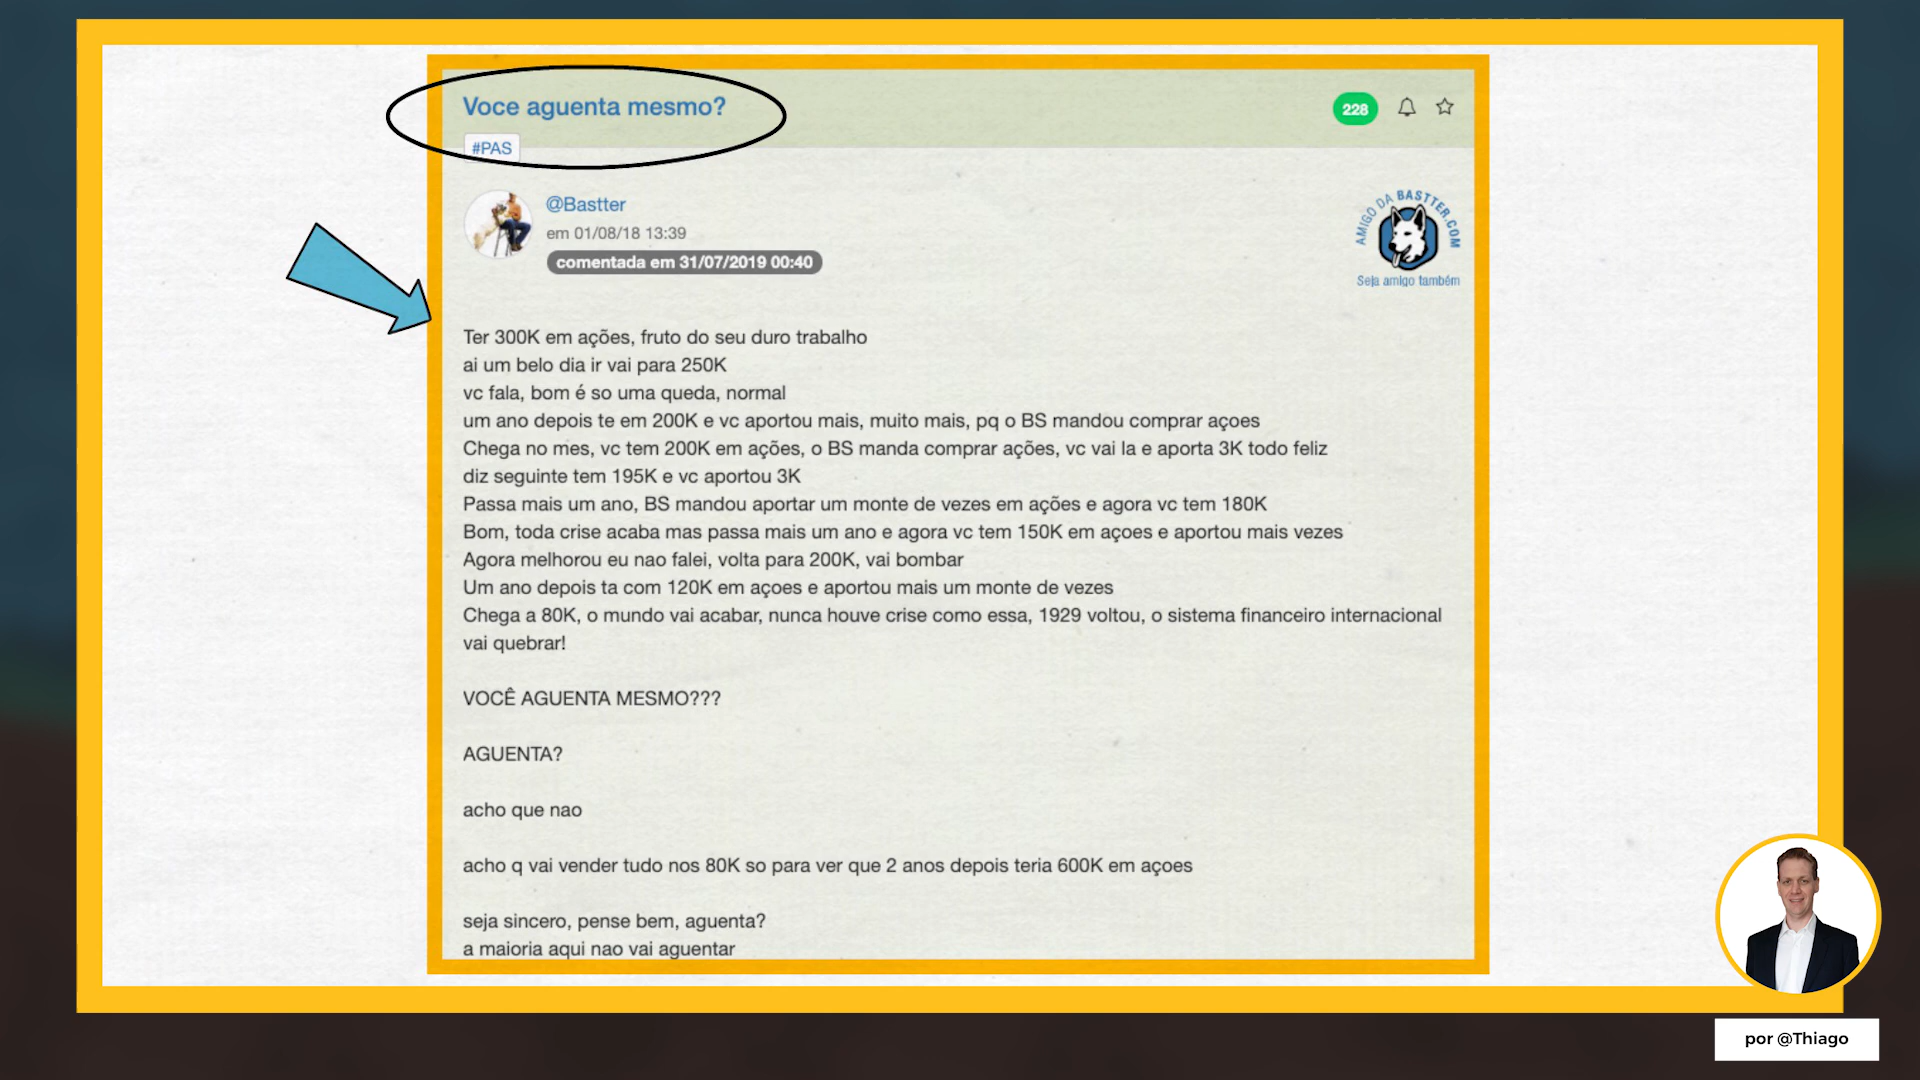 Voce aguenta mesmo?
228
#PAS
@Bastter
em 01/08/18 13:39
comentada em 31/07/2019 00:40
AMIGO DA BASTTER.COM
Seja amigo também
Ter 300K em ações, fruto do seu duro trabalho
ai um belo dia ir vai para 250K
vc fala, bom é so uma queda, normal
um ano depois te em 200K e vc aportou mais, muito mais, pq o BS mandou comprar açoes
Chega no mes, vc tem 200K em ações, o BS manda comprar ações, vc vai la e aporta 3K todo feliz
diz seguinte tem 195K e vc aportou 3K
Passa mais um ano, BS mandou aportar um monte de vezes em ações e agora vc tem 180K
Bom, toda crise acaba mas passa mais um ano e agora vc tem 150K em açoes e aportou mais vezes
Agora melhorou eu nao falei, volta para 200K, vai bombar
Um ano depois ta com 120K em açoes e aportou mais um monte de vezes
Chega a 80K, o mundo vai acabar, nunca houve crise como essa, 1929 voltou, o sistema financeiro internacional
vai quebrar!
VOCÊ AGUENTA MESMO???
AGUENTA?
acho que nao
acho q vai vender tudo nos 80K so para ver que 2 anos depois teria 600K em açoes
seja sincero, pense bem, aguenta?
a maioria aqui nao vai aguentar
por @Thiago